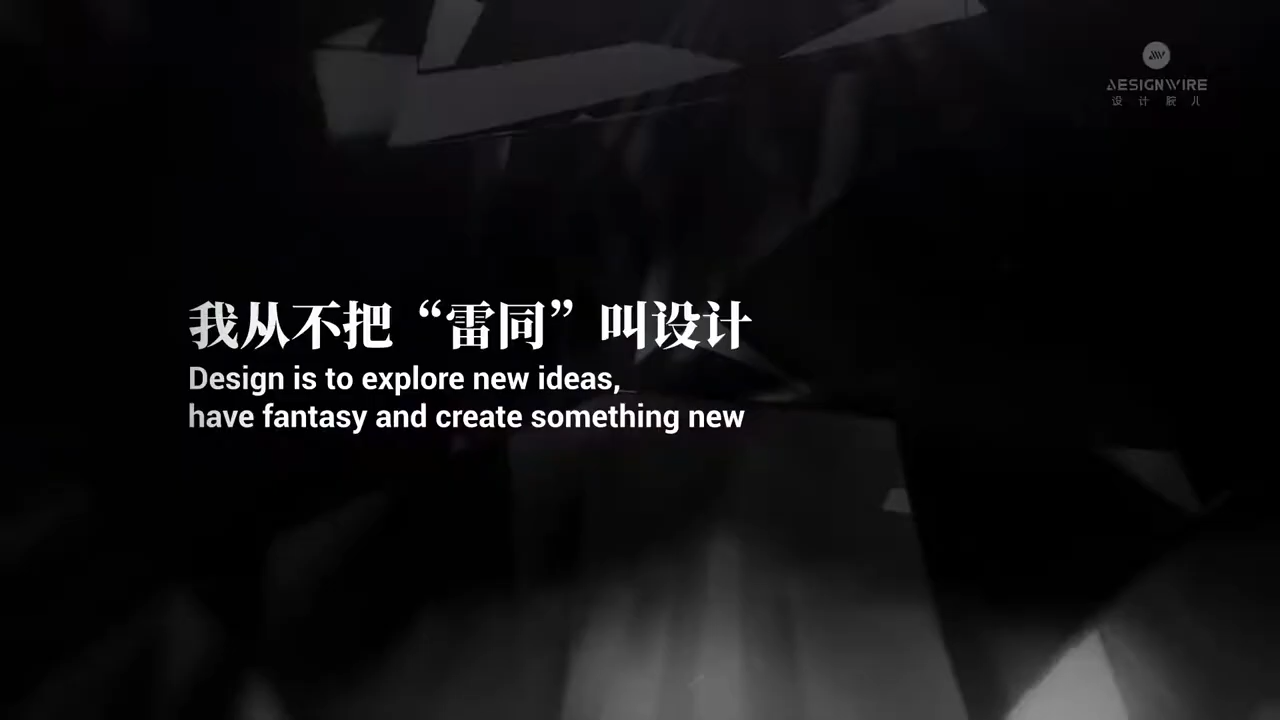 DESIGNWIRE
设计腕儿
我从不把“雷同”叫设计
Design is to explore new ideas,
have fantasy and create something new